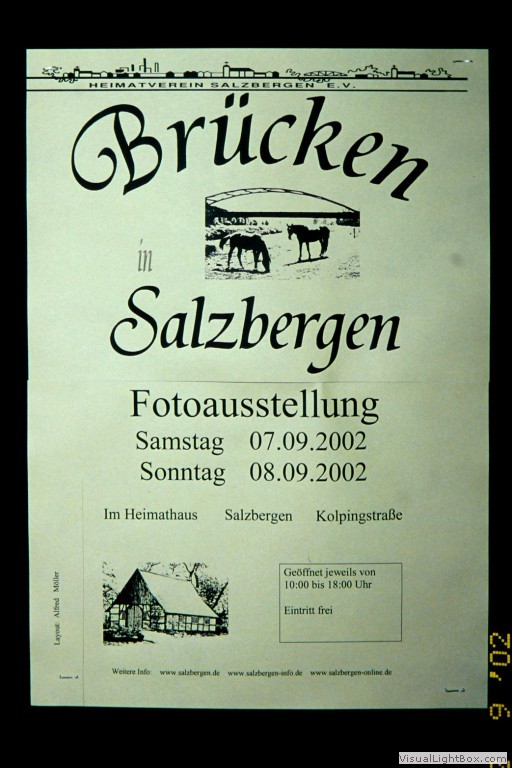 HEIMATVEREIN SALZBERGEN E.V.
Brücken
in
Salzbergen
Fotoausstellung
Samstag 07.09.2002
Sonntag 08.09.2002
Im Heimathaus Salzbergen Kolpingstraße
Geöffnet jeweils von
10:00 bis 18:00 Uhr
Eintritt frei
Layout: Alfred Möller
Weitere Info: www.salzbergen.de www.salzbergen-info.de www.salzbergen-online.de
9 '02
VisualLightBox.com